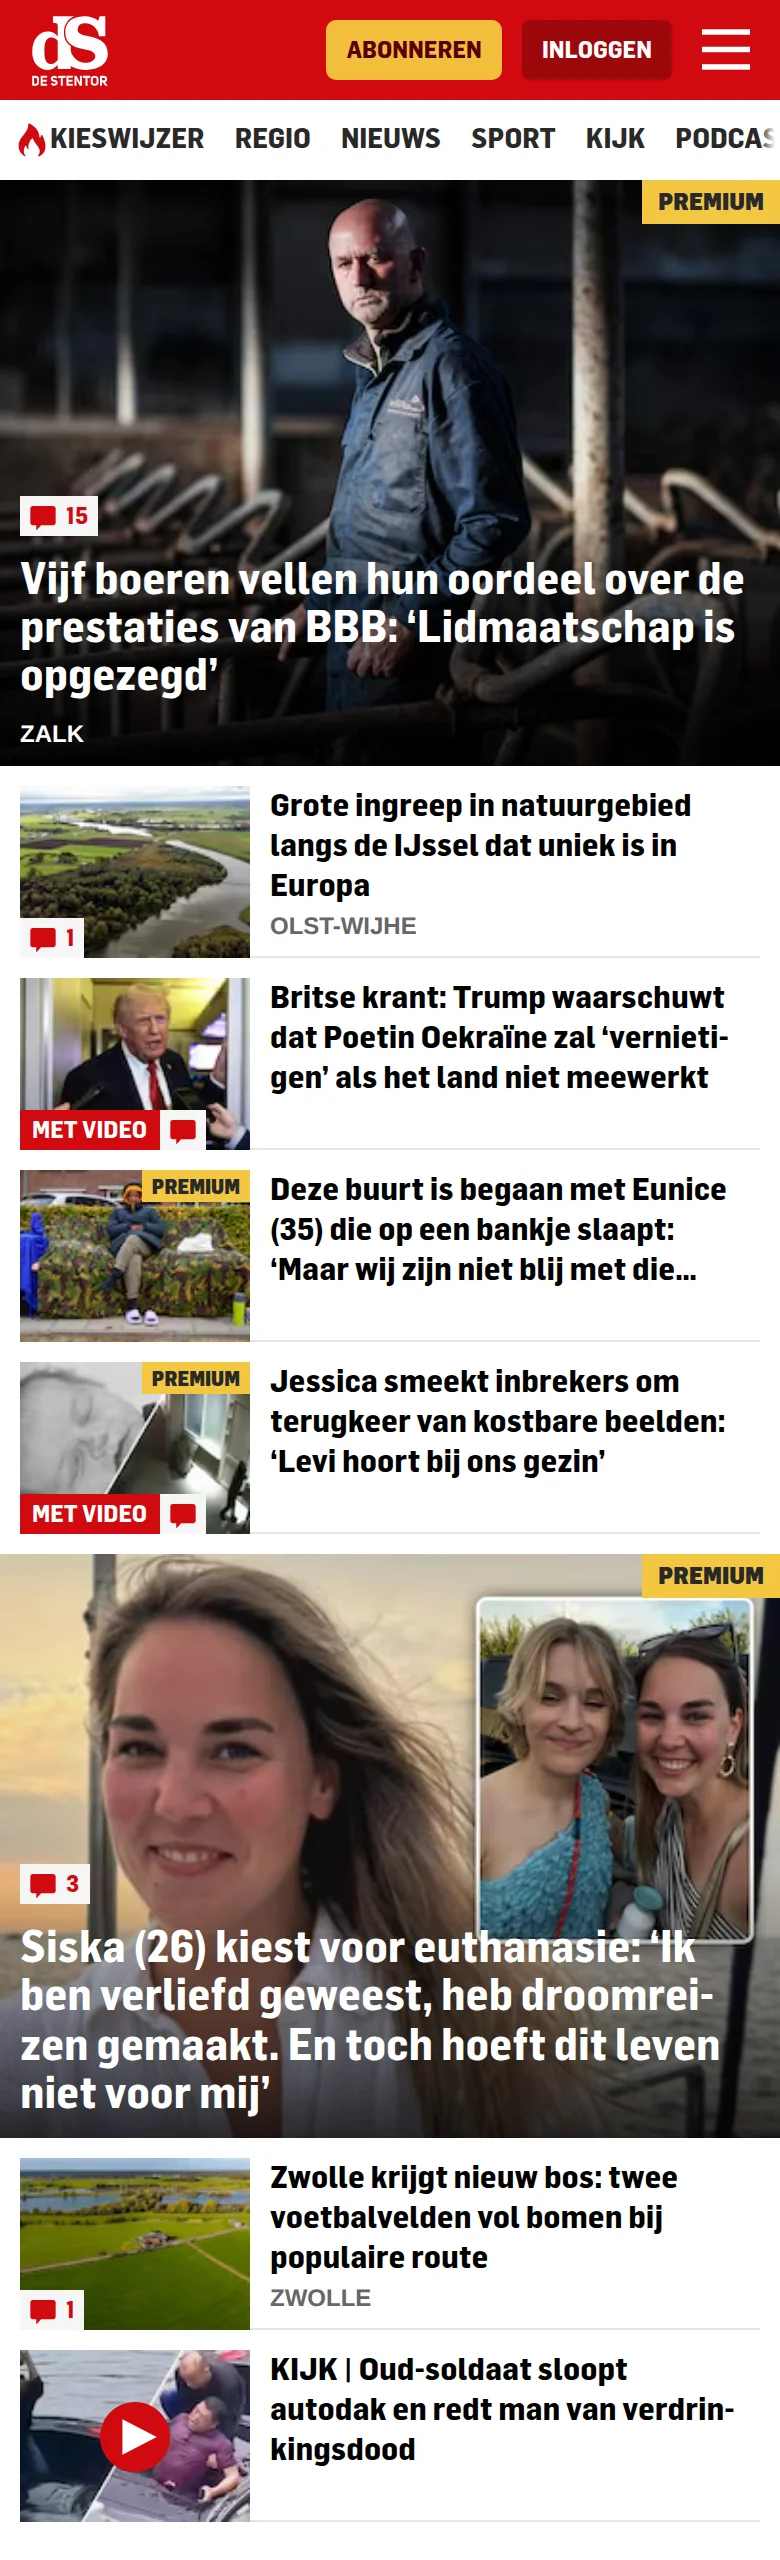 dS
DE STENTOR
ABONNEREN
INLOGGEN
KIESWIJZER REGIO NIEUWS SPORT KIJK PODCAS
PREMIUM
15
Vijf boeren vellen hun oordeel over de
prestaties van BBB: ‘Lidmaatschap is
opgezegd’
ZALK
Grote ingreep in natuurgebied
langs de IJssel dat uniek is in
Europa
OLST-WIJHE
1
Britse krant: Trump waarschuwt
dat Poetin Oekraïne zal ‘vernieti-
gen’ als het land niet meewerkt
MET VIDEO
PREMIUM
Deze buurt is begaan met Eunice
(35) die op een bankje slaapt:
‘Maar wij zijn niet blij met die...
PREMIUM
Jessica smeekt inbrekers om
terugkeer van kostbare beelden:
‘Levi hoort bij ons gezin’
MET VIDEO
PREMIUM
3
Siska (26) kiest voor euthanasie: ‘Ik
ben verliefd geweest, heb droomrei-
zen gemaakt. En toch hoeft dit leven
niet voor mij’
Zwolle krijgt nieuw bos: twee
voetbalvelden vol bomen bij
populaire route
ZWOLLE
1
KIJK | Oud-soldaat sloopt
autodak en redt man van verdrin-
kingsdood